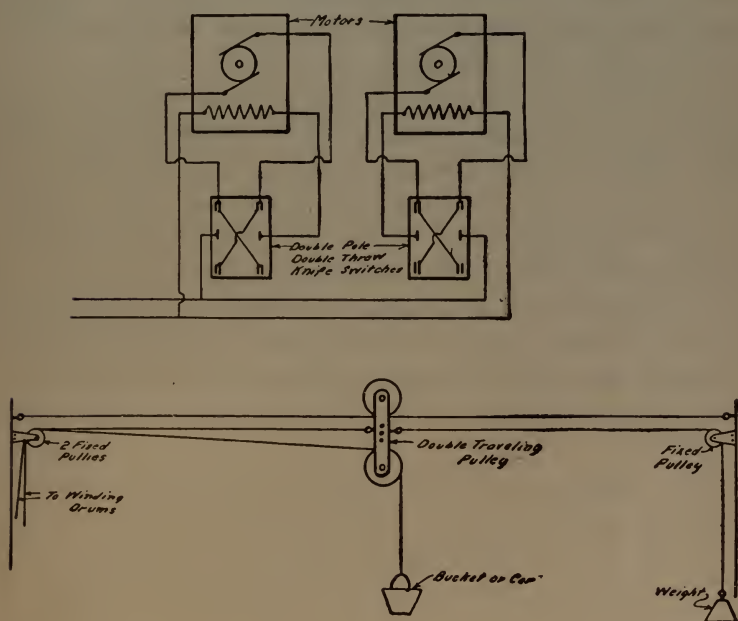 Motors
Double Pole
Double Throw
Knife Switches
2 Fixed
Pullies
Double Traveling
Pulley
Fixed
Pulley
To Winding
Drums
Bucket or Car
Weight